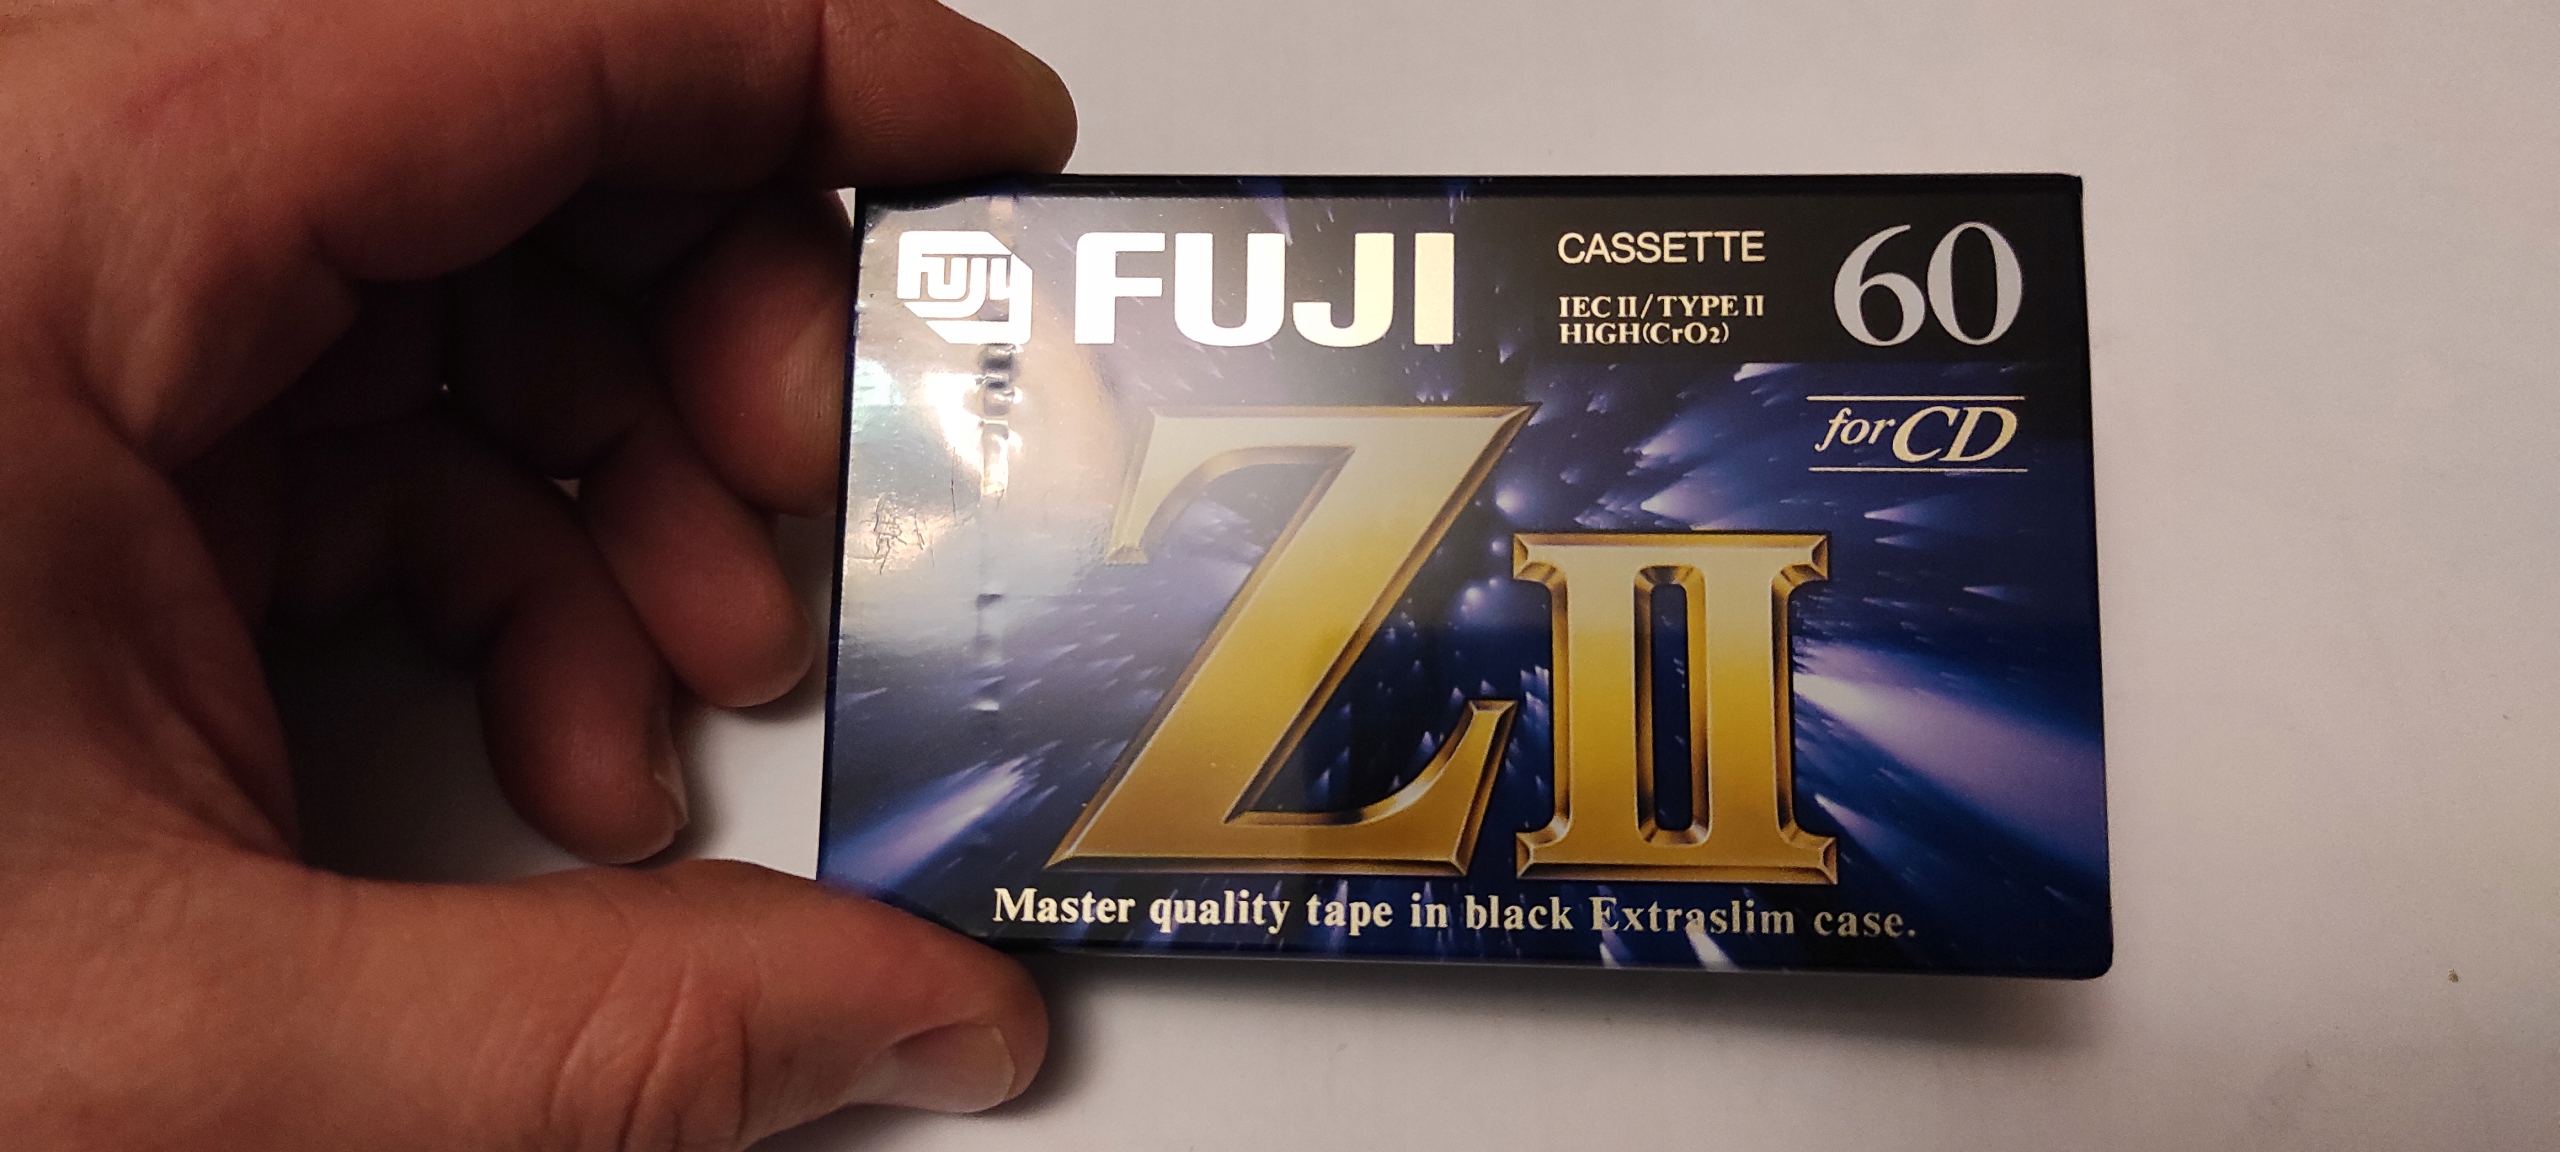 FUJI
FUJI
CASSETTE
IEC II/TYPE II
HIGH(CrO2)
60
for CD
Z II
Master quality tape in black Extraslim case.